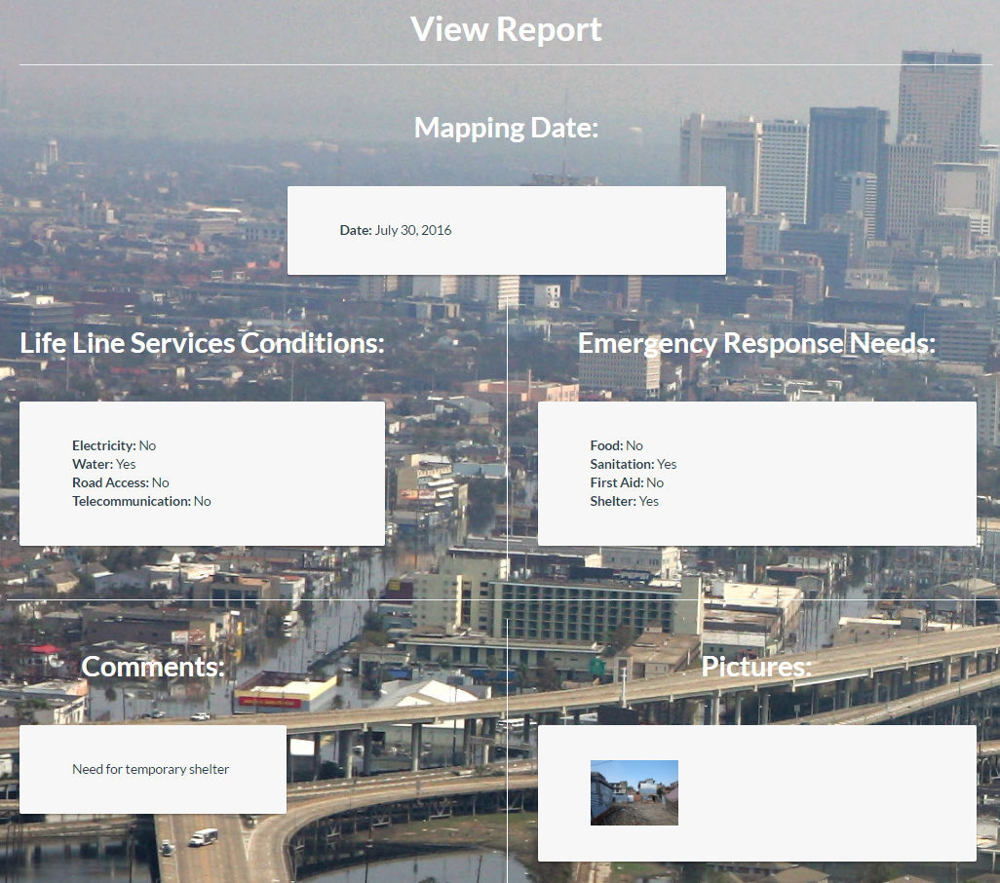 View Report
Mapping Date:
Date: July 30, 2016
Life Line Services Conditions:
Electricity: No
Water: Yes
Road Access: No
Telecommunication: No
Emergency Response Needs:
Food: No
Sanitation: Yes
First Aid: No
Shelter: Yes
Comments:
Need for temporary shelter
Pictures: